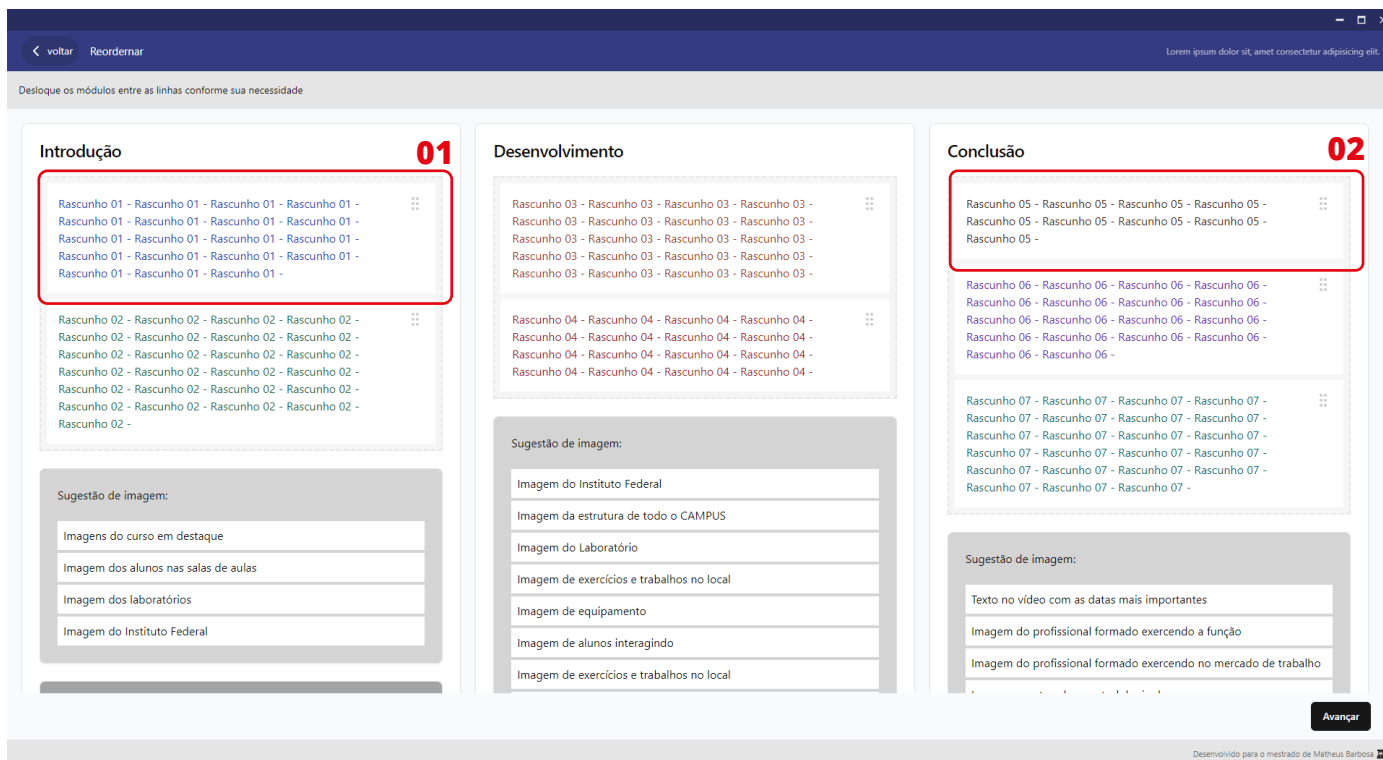 voltar Reordernar
Lorem ipsum dolor sit, amet consectetur adipisicing elit.
Desloque os módulos entre as linhas conforme sua necessidade
Introdução 01
Rascunho 01 - Rascunho 01 - Rascunho 01 - Rascunho 01 -
Rascunho 01 - Rascunho 01 - Rascunho 01 - Rascunho 01 -
Rascunho 01 - Rascunho 01 - Rascunho 01 - Rascunho 01 -
Rascunho 01 - Rascunho 01 - Rascunho 01 - Rascunho 01 -
Rascunho 01 - Rascunho 01 - Rascunho 01 -
Rascunho 02 - Rascunho 02 - Rascunho 02 - Rascunho 02 -
Rascunho 02 - Rascunho 02 - Rascunho 02 - Rascunho 02 -
Rascunho 02 - Rascunho 02 - Rascunho 02 - Rascunho 02 -
Rascunho 02 - Rascunho 02 - Rascunho 02 - Rascunho 02 -
Rascunho 02 - Rascunho 02 - Rascunho 02 - Rascunho 02 -
Rascunho 02 - Rascunho 02 - Rascunho 02 - Rascunho 02 -
Rascunho 02 -
Sugestão de imagem:
Imagens do curso em destaque
Imagem dos alunos nas salas de aulas
Imagem dos laboratórios
Imagem do Instituto Federal
Desenvolvimento
Rascunho 03 - Rascunho 03 - Rascunho 03 - Rascunho 03 -
Rascunho 03 - Rascunho 03 - Rascunho 03 - Rascunho 03 -
Rascunho 03 - Rascunho 03 - Rascunho 03 - Rascunho 03 -
Rascunho 03 - Rascunho 03 - Rascunho 03 - Rascunho 03 -
Rascunho 03 - Rascunho 03 - Rascunho 03 - Rascunho 03 -
Rascunho 04 - Rascunho 04 - Rascunho 04 - Rascunho 04 -
Rascunho 04 - Rascunho 04 - Rascunho 04 - Rascunho 04 -
Rascunho 04 - Rascunho 04 - Rascunho 04 - Rascunho 04 -
Rascunho 04 - Rascunho 04 - Rascunho 04 - Rascunho 04 -
Sugestão de imagem:
Imagem do Instituto Federal
Imagem da estrutura de todo o CAMPUS
Imagem do Laboratório
Imagem de exercícios e trabalhos no local
Imagem de equipamento
Imagem de alunos interagindo
Imagem de exercícios e trabalhos no local
Conclusão 02
Rascunho 05 - Rascunho 05 - Rascunho 05 - Rascunho 05 -
Rascunho 05 - Rascunho 05 - Rascunho 05 - Rascunho 05 -
Rascunho 05 -
Rascunho 06 - Rascunho 06 - Rascunho 06 - Rascunho 06 -
Rascunho 06 - Rascunho 06 - Rascunho 06 - Rascunho 06 -
Rascunho 06 - Rascunho 06 - Rascunho 06 - Rascunho 06 -
Rascunho 06 - Rascunho 06 - Rascunho 06 - Rascunho 06 -
Rascunho 06 - Rascunho 06 -
Rascunho 07 - Rascunho 07 - Rascunho 07 - Rascunho 07 -
Rascunho 07 - Rascunho 07 - Rascunho 07 - Rascunho 07 -
Rascunho 07 - Rascunho 07 - Rascunho 07 - Rascunho 07 -
Rascunho 07 - Rascunho 07 - Rascunho 07 - Rascunho 07 -
Rascunho 07 - Rascunho 07 - Rascunho 07 - Rascunho 07 -
Rascunho 07 - Rascunho 07 - Rascunho 07 -
Sugestão de imagem:
Texto no vídeo com as datas mais importantes
Imagem do profissional formado exercendo a função
Imagem do profissional formado exercendo no mercado de trabalho
Avançar
Desenvolvido para o mestrado de Matheus Barbosa